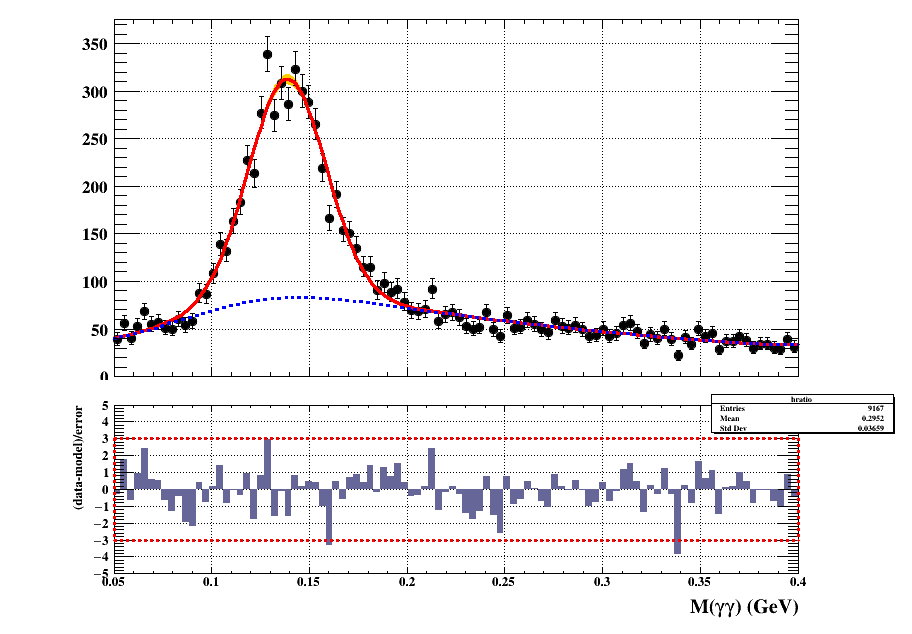 350
300
250
200
150
100
50
0
(data-model)/error
5
4
3
2
1
0
−1
−2
−3
−4
−5
hratio
Entries 9167
Mean 0.2952
Std Dev 0.03659
0.05 0.1 0.15 0.2 0.25 0.3 0.35 0.4
M(γγ) (GeV)